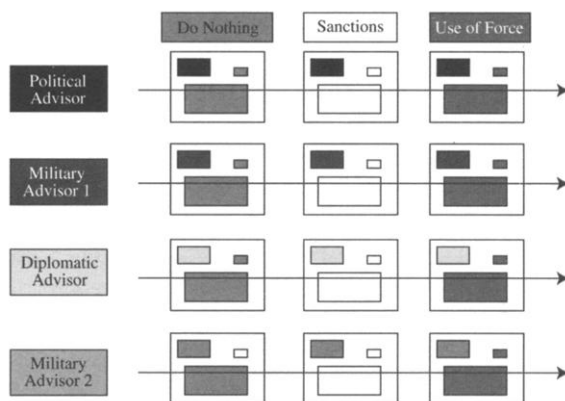 Do Nothing
Sanctions
Use of Force
Political
Advisor
Military
Advisor 1
Diplomatic
Advisor
Military
Advisor 2